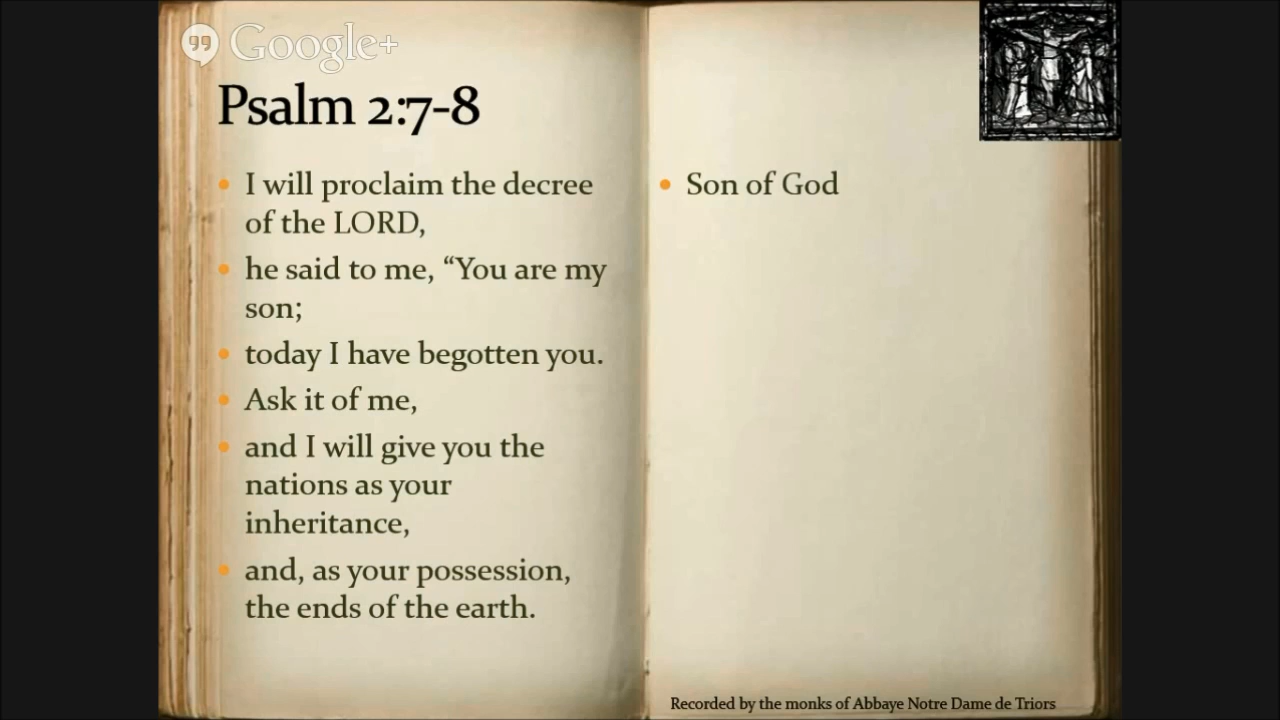 Google+
Psalm 2:7-8
I will proclaim the decree
of the LORD,
he said to me, “You are my
son;
today I have begotten you.
Ask it of me,
and I will give you the
nations as your
inheritance,
and, as your possession,
the ends of the earth.
Son of God
Recorded by the monks of Abbaye Notre Dame de Triors